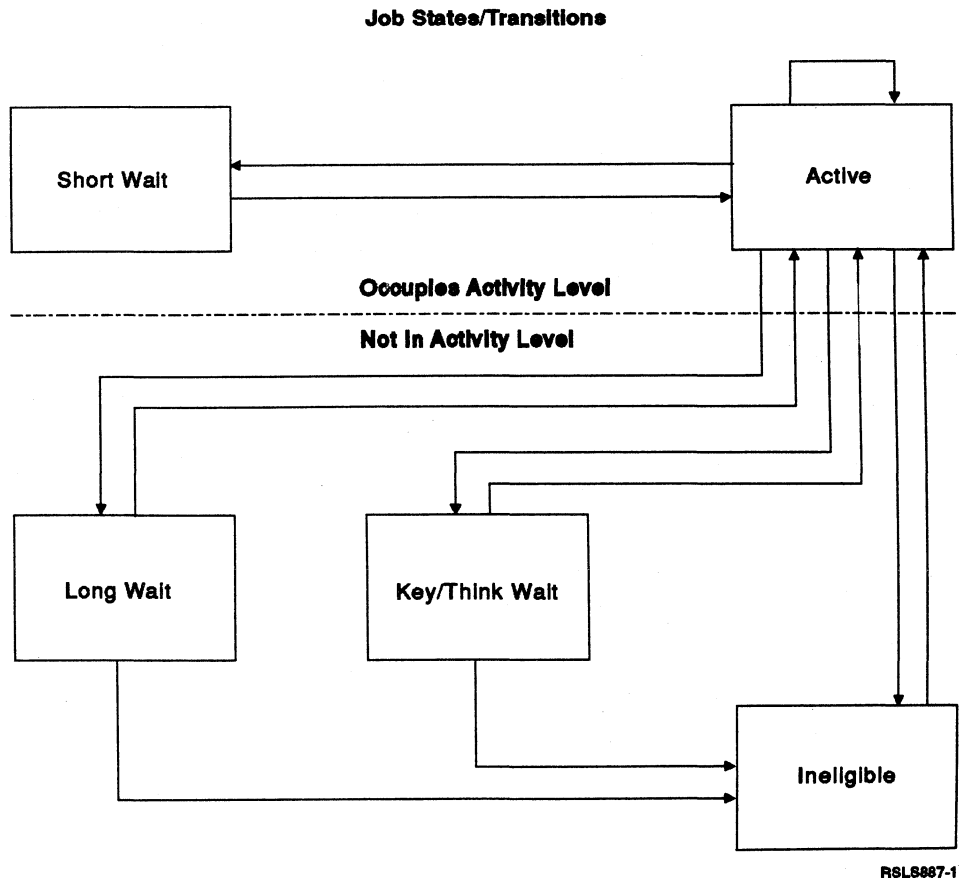 Job States/Transitions
Short Wait
Active
Occupies Activity Level
Not In Activity Level
Long Wait
Key/Think Wait
Ineligible
RSLS887-1